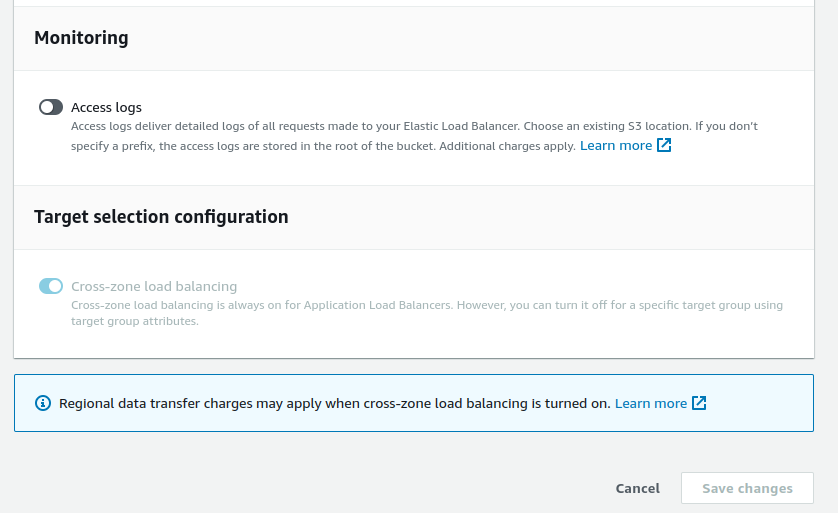 Monitoring
Access logs
Access logs deliver detailed logs of all requests made to your Elastic Load Balancer. Choose an existing S3 location. If you don't
specify a prefix, the access logs are stored in the root of the bucket. Additional charges apply. Learn more
Target selection configuration
Cross-zone load balancing
Cross-zone load balancing is always on for Application Load Balancers. However, you can turn it off for a specific target group using
target group attributes.
Regional data transfer charges may apply when cross-zone load balancing is turned on. Learn more
Cancel Save changes